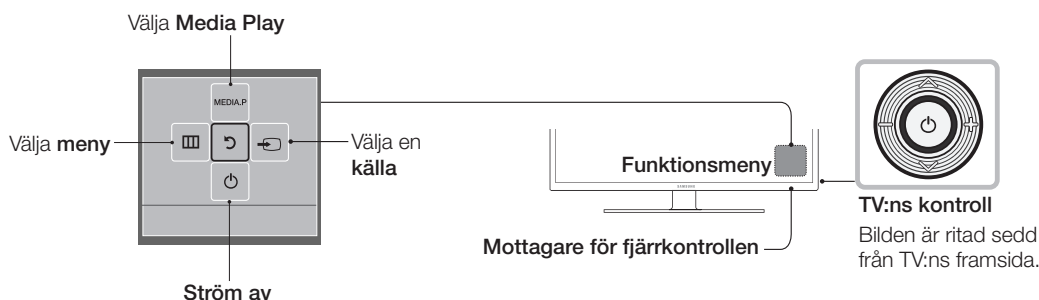 Välja Media Play
MEDIA.P
Välja meny
Välja en
källa
Ström av
Funktionsmeny
SAMSUNG
Mottagare för fjärrkontrollen
TV:ns kontroll
Bilden är ritad sedd
från TV:ns framsida.